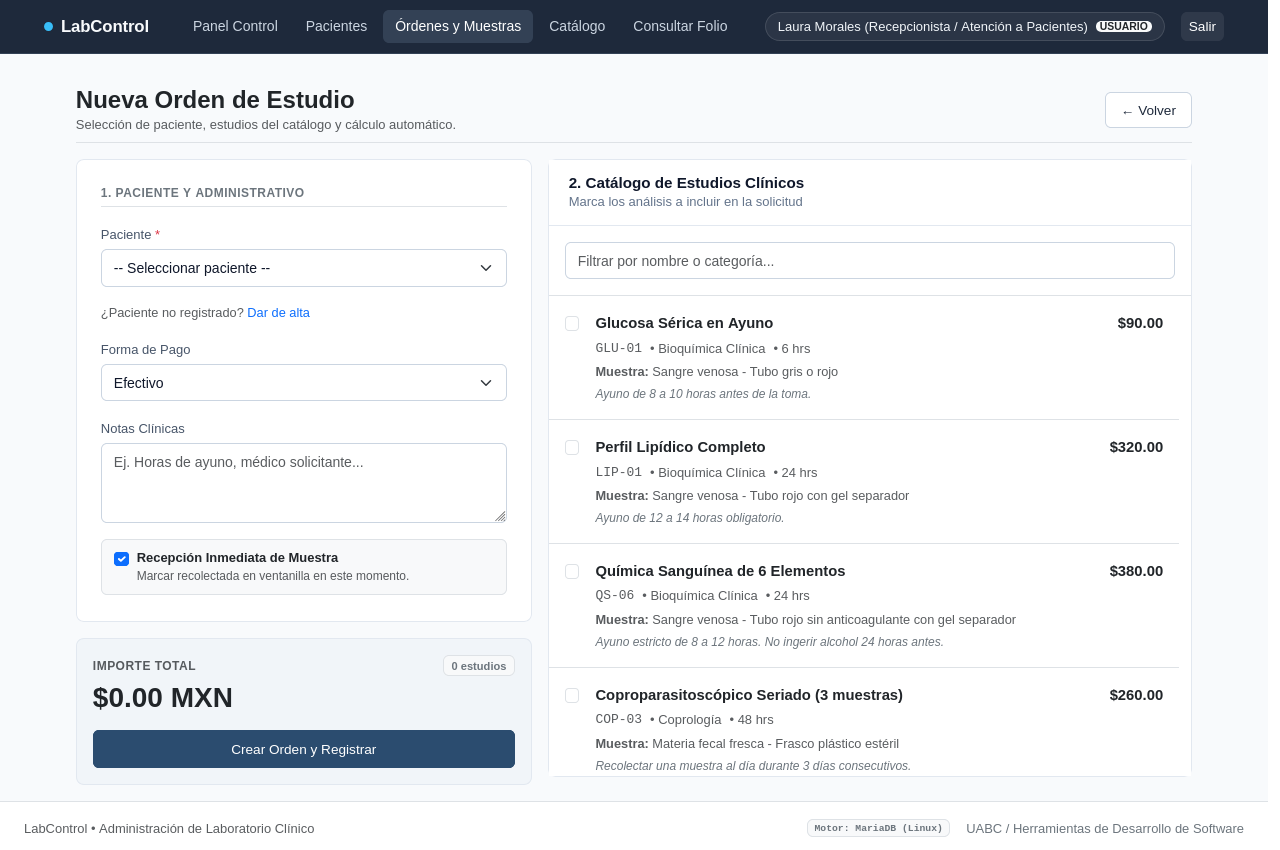 LabControl
Panel Control
Pacientes
Órdenes y Muestras
Catálogo
Consultar Folio
Laura Morales (Recepcionista / Atención a Pacientes) USUARIO
Salir
Nueva Orden de Estudio
Selección de paciente, estudios del catálogo y cálculo automático.
← Volver
1. PACIENTE Y ADMINISTRATIVO
Paciente *
-- Seleccionar paciente --
¿Paciente no registrado? Dar de alta
Forma de Pago
Efectivo
Notas Clínicas
Ej. Horas de ayuno, médico solicitante...
Recepción Inmediata de Muestra
Marcar recolectada en ventanilla en este momento.
IMPORTE TOTAL
0 estudios
$0.00 MXN
Crear Orden y Registrar
2. Catálogo de Estudios Clínicos
Marca los análisis a incluir en la solicitud
Filtrar por nombre o categoría...
Glucosa Sérica en Ayuno $90.00
GLU-01 • Bioquímica Clínica • 6 hrs
Muestra: Sangre venosa - Tubo gris o rojo
Ayuno de 8 a 10 horas antes de la toma.
Perfil Lipídico Completo $320.00
LIP-01 • Bioquímica Clínica • 24 hrs
Muestra: Sangre venosa - Tubo rojo con gel separador
Ayuno de 12 a 14 horas obligatorio.
Química Sanguínea de 6 Elementos $380.00
QS-06 • Bioquímica Clínica • 24 hrs
Muestra: Sangre venosa - Tubo rojo sin anticoagulante con gel separador
Ayuno estricto de 8 a 12 horas. No ingerir alcohol 24 horas antes.
Coproparasitoscópico Seriado (3 muestras) $260.00
COP-03 • Coprología • 48 hrs
Muestra: Materia fecal fresca - Frasco plástico estéril
Recolectar una muestra al día durante 3 días consecutivos.
LabControl • Administración de Laboratorio Clínico
Motor: MariaDB (Linux)
UABC / Herramientas de Desarrollo de Software